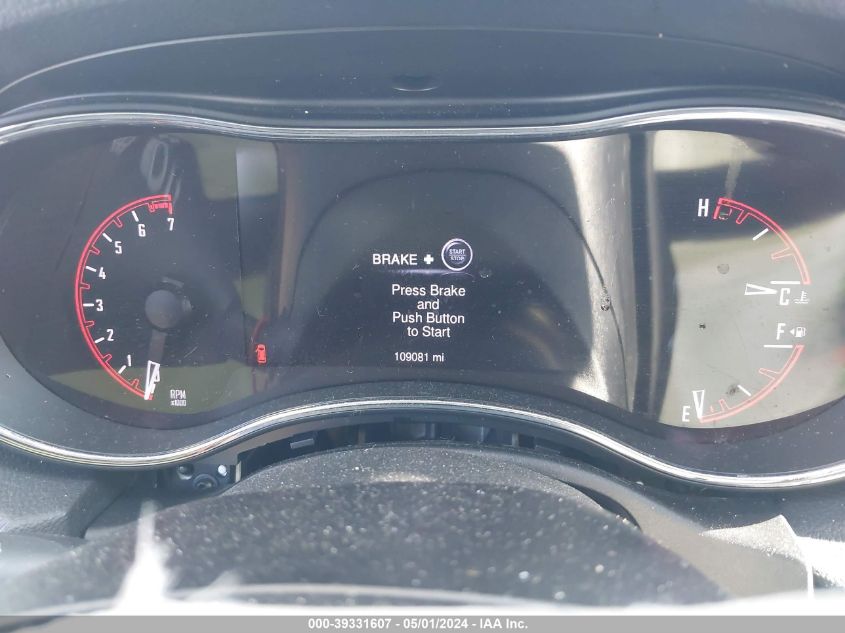 7
6
5
4
3
2
1
RPM
x1000
BRAKE +
START
STOP
Press Brake
and
Push Button
to Start
109081 mi
H
C
F
E
000-39331607 - 05/01/2024 - IAA Inc.